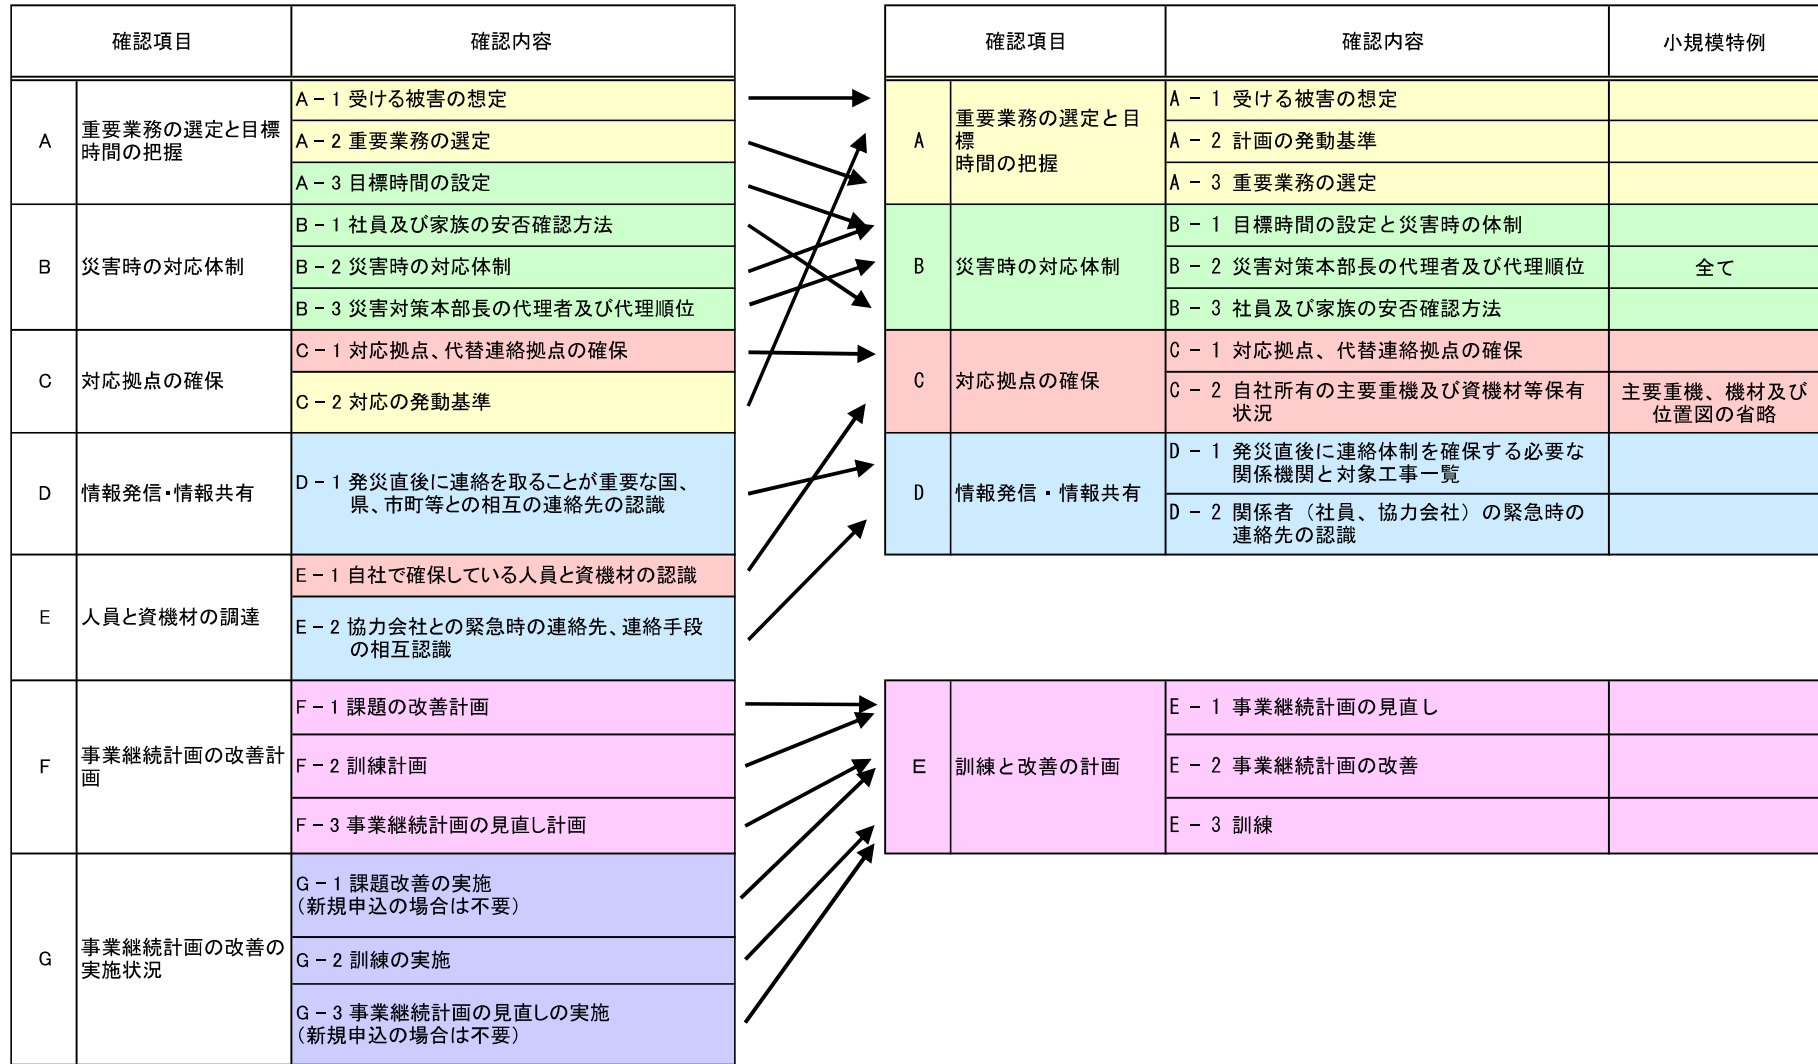 確認項目
確認内容
A
重要業務の選定と目標
時間の把握
A－1 受ける被害の想定
A－2 重要業務の選定
A－3 目標時間の設定
B
災害時の対応体制
B－1 社員及び家族の安否確認方法
B－2 災害時の対応体制
B－3 災害対策本部長の代理者及び代理順位
C
対応拠点の確保
C－1 対応拠点、代替連絡拠点の確保
C－2 対応の発動基準
D
情報発信・情報共有
D－1 発災直後に連絡を取ることが重要な国、
県、市町等との相互の連絡先の認識
E
人員と資機材の調達
E－1 自社で確保している人員と資機材の認識
E－2 協力会社との緊急時の連絡先、連絡手段
の相互認識
F
事業継続計画の改善計
画
F－1 課題の改善計画
F－2 訓練計画
F－3 事業継続計画の見直し計画
G
事業継続計画の改善の
実施状況
G－1 課題改善の実施
（新規申込の場合は不要）
G－2 訓練の実施
G－3 事業継続計画の見直しの実施
（新規申込の場合は不要）
確認項目
確認内容
小規模特例
A
重要業務の選定と目
標
時間の把握
A － 1 受ける被害の想定
A － 2 計画の発動基準
A － 3 重要業務の選定
B
災害時の対応体制
B － 1 目標時間の設定と災害時の体制
B － 2 災害対策本部長の代理者及び代理順位
全て
B － 3 社員及び家族の安否確認方法
C
対応拠点の確保
C － 1 対応拠点、代替連絡拠点の確保
C － 2 自社所有の主要重機及び資機材等保有
状況
主要重機、機材及び
位置図の省略
D
情報発信・情報共有
D － 1 発災直後に連絡体制を確保する必要な
関係機関と対象工事一覧
D － 2 関係者（社員、協力会社）の緊急時の
連絡先の認識
E
訓練と改善の計画
E － 1 事業継続計画の見直し
E － 2 事業継続計画の改善
E － 3 訓練